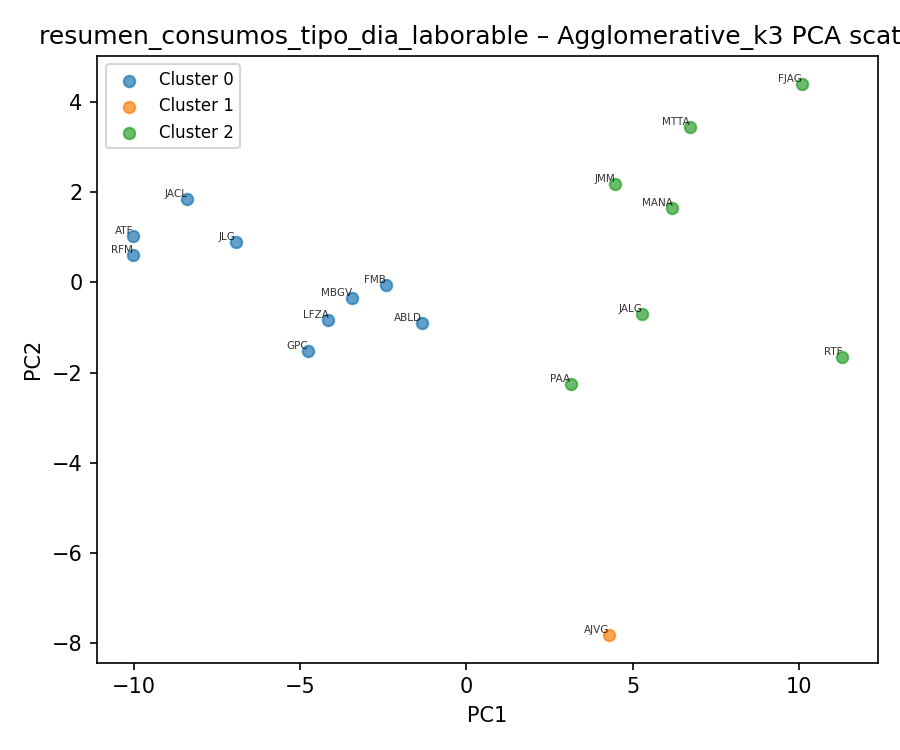 resumen_consumos_tipo_dia_laborable – Agglomerative_k3 PCA scat
Cluster 0
Cluster 1
Cluster 2
FJAG
MTTA
JMM
MANA
JACL
ATF
RFM
JLG
FMB
MBGV
LFZA
ABLD
GPC
JALG
RTF
PAA
AJVG
4
2
0
−2
−4
−6
−8
PC2
−10
−5
0
5
10
PC1